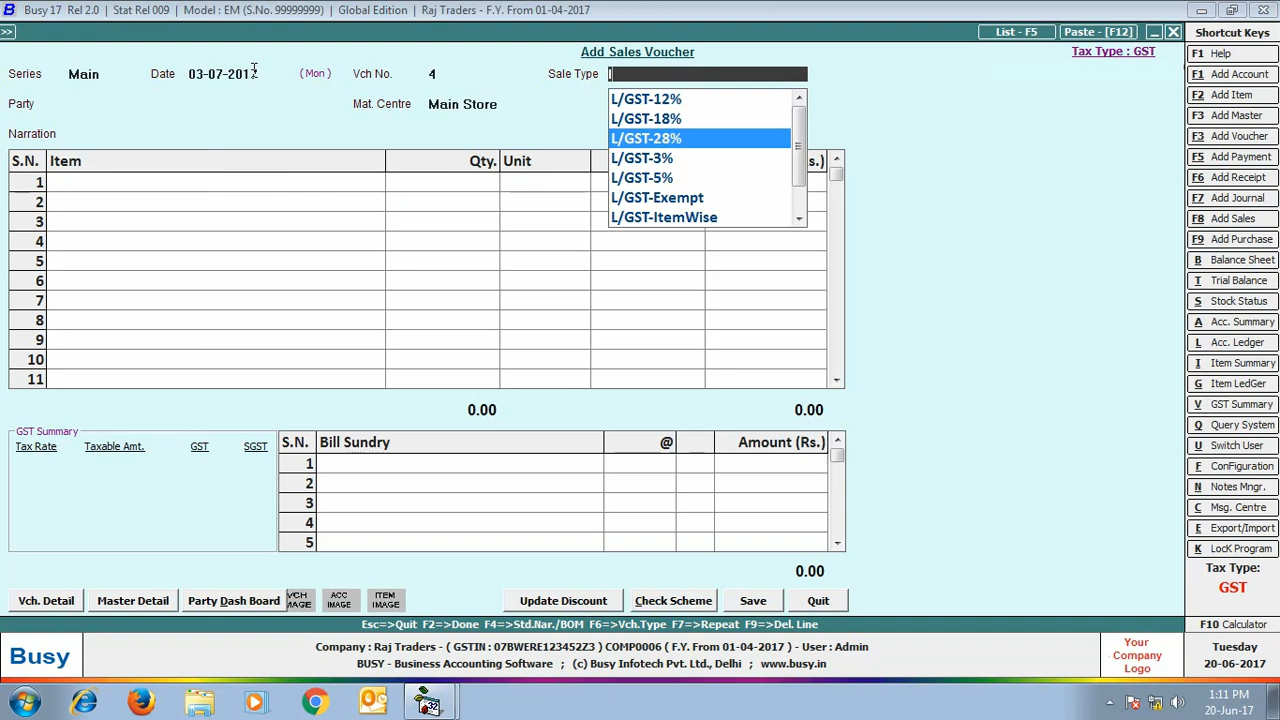 Busy 17 Rel 2.0 | Stat Rel 009 | Model : EM (S.No. 99999999) | Global Edition | Raj Traders - F.Y. From 01-04-2017
>> List - F5 Paste - [F12] Shortcut Keys
Add Sales Voucher Tax Type : GST
Series Main Date 03-07-2017 ( Mon ) Vch No. 4 Sale Type
Party Mat. Centre Main Store
Narration
L/GST-12%
L/GST-18%
L/GST-28%
L/GST-3%
L/GST-5%
L/GST-Exempt
L/GST-ItemWise
S.N. Item Qty. Unit s.)
1
2
3
4
5
6
7
8
9
10
11
0.00 0.00
GST Summary
Tax Rate Taxable Amt. GST SGST
S.N. Bill Sundry @ Amount (Rs.)
1
2
3
4
5
0.00
Vch. Detail Master Detail Party Dash Board VCH IMAGE ACC IMAGE ITEM IMAGE Update Discount Check Scheme Save Quit
Esc=>Quit F2=>Done F4=>Std.Nar./BOM F6=>Vch.Type F7=>Repeat F9=>Del. Line
Busy
Company : Raj Traders - ( GSTIN : 07BWERE123452Z3 ) COMP0006 ( F.Y. From 01-04-2017 ) - User : Admin
BUSY - Business Accounting Software ; (c) Busy Infotech Pvt. Ltd., Delhi ; www.busy.in
Your
Company
Logo
Tuesday
20-06-2017
F1 Help
F1 Add Account
F2 Add Item
F3 Add Master
F3 Add Voucher
F5 Add Payment
F6 Add Receipt
F7 Add Journal
F8 Add Sales
F9 Add Purchase
B Balance Sheet
T Trial Balance
S Stock Status
A Acc. Summary
L Acc. Ledger
I Item Summary
G Item LedGer
V GST Summary
Q Query System
U Switch User
F ConFiguration
N Notes Mngr.
C Msg. Centre
E Export/Import
K LocK Program
Tax Type:
GST
F10 Calculator
32
1:11 PM
20-Jun-17